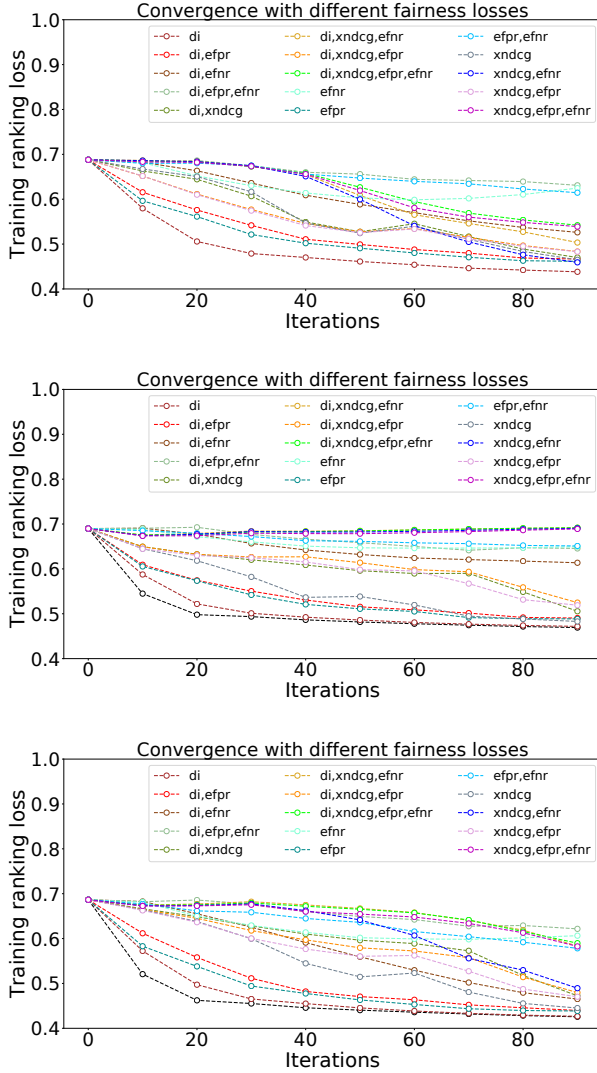 Convergence with different fairness losses
1.0
0.9
0.8
0.7
0.6
0.5
0.4
Training ranking loss
di
di,efpr
di,efnr
di,efpr,efnr
di,xndcg
di,xndcg,efnr
di,xndcg,efpr
di,xndcg,efpr,efnr
efnr
efpr
efpr,efnr
xndcg
xndcg,efnr
xndcg,efpr
xndcg,efpr,efnr
0 20 40 60 80
Iterations
Convergence with different fairness losses
1.0
0.9
0.8
0.7
0.6
0.5
0.4
Training ranking loss
di
di,efpr
di,efnr
di,efpr,efnr
di,xndcg
di,xndcg,efnr
di,xndcg,efpr
di,xndcg,efpr,efnr
efnr
efpr
efpr,efnr
xndcg
xndcg,efnr
xndcg,efpr
xndcg,efpr,efnr
0 20 40 60 80
Iterations
Convergence with different fairness losses
1.0
0.9
0.8
0.7
0.6
0.5
0.4
Training ranking loss
di
di,efpr
di,efnr
di,efpr,efnr
di,xndcg
di,xndcg,efnr
di,xndcg,efpr
di,xndcg,efpr,efnr
efnr
efpr
efpr,efnr
xndcg
xndcg,efnr
xndcg,efpr
xndcg,efpr,efnr
0 20 40 60 80
Iterations